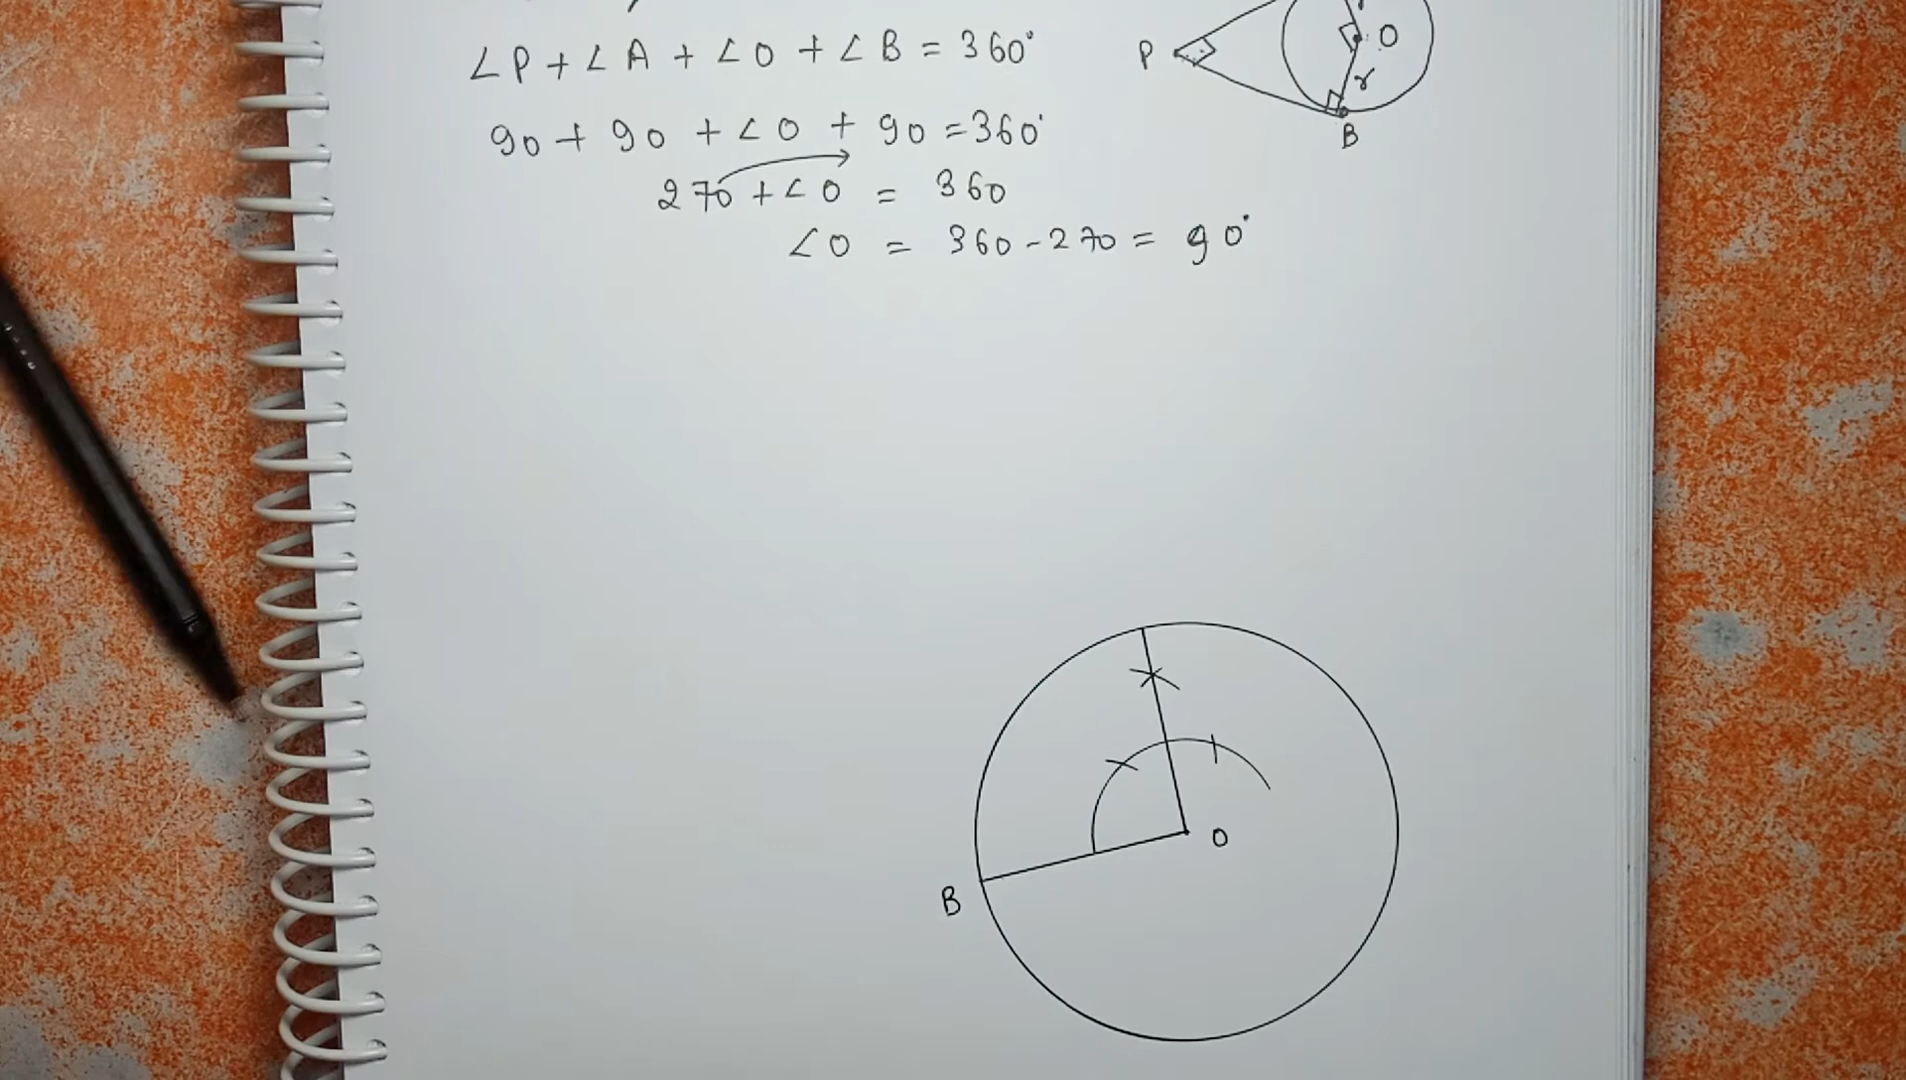 ∠P + ∠A + ∠O + ∠B = 360°
90 + 90 + ∠O + 90 = 360°
270 + ∠O = 360
∠O = 360 - 270 = 90°
P
O
r
B
O
B